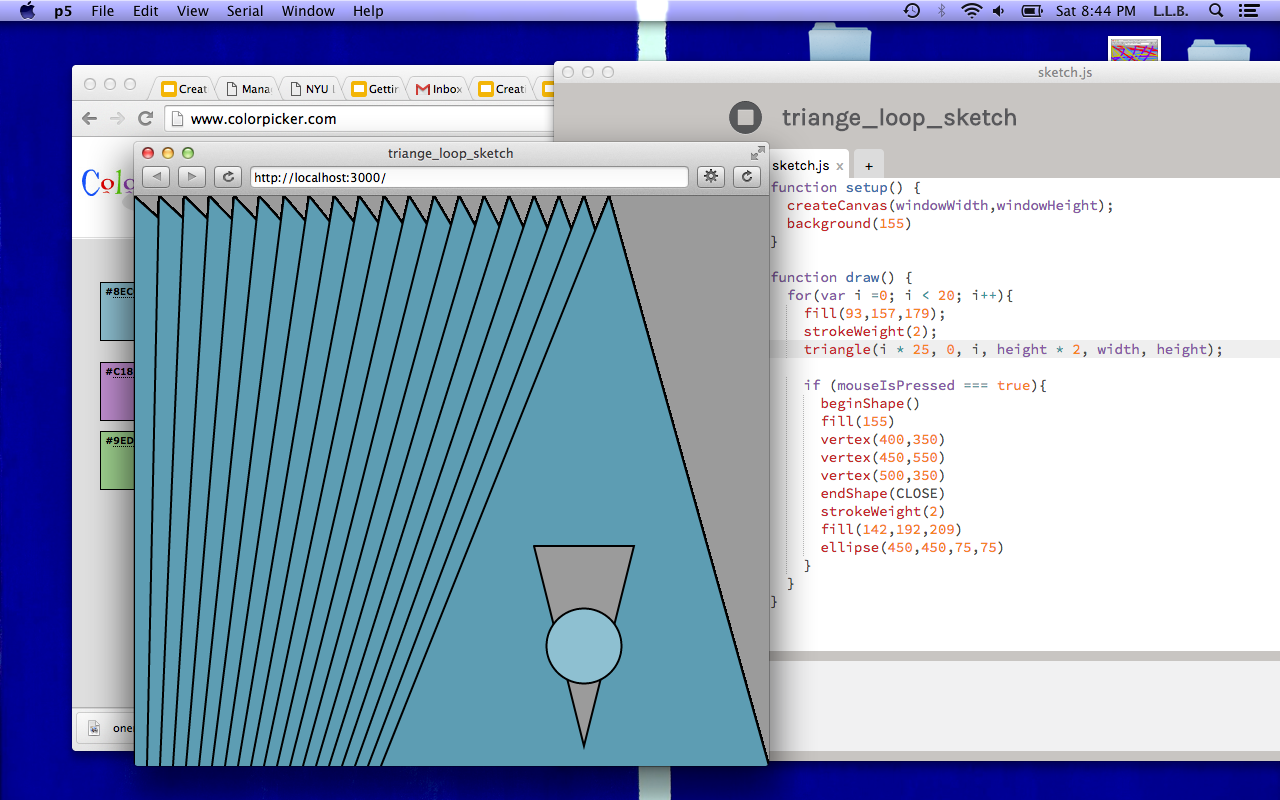 p5 File Edit View Serial Window Help Sat 8:44 PM L.L.B.
sketch.js
Creat Mana NYU Gettir Inbox Creat
triange_loop_sketch
www.colorpicker.com
triange_loop_sketch
sketch.js x +
http://localhost:3000/
Colo
function setup() {
createCanvas(windowWidth,windowHeight);
background(155)
}
function draw() {
for(var i =0; i < 20; i++){
#8EC
fill(93,157,179);
strokeWeight(2);
triangle(i * 25, 0, i, height * 2, width, height);
#C18
if (mouseIsPressed === true){
beginShape()
fill(155)
#9ED
vertex(400,350)
vertex(450,550)
vertex(500,350)
endShape(CLOSE)
strokeWeight(2)
fill(142,192,209)
ellipse(450,450,75,75)
}
}
}
one